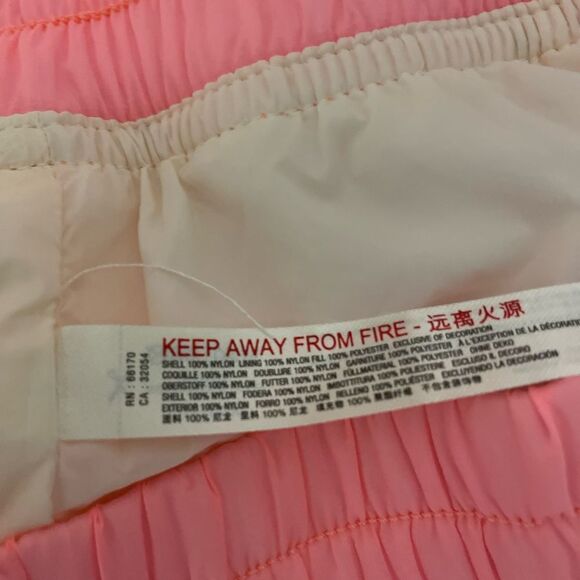 KEEP AWAY FROM FIRE - 远离火源
SHELL 100% NYLON LINING 100% NYLON FILL 100% POLYESTER EXCLUSIVE OF DECORATION
COQUILLE 100% NYLON DOUBLURE 100% NYLON GARNITURE 100% POLYESTER À L'EXCEPTION DE LA DÉCORATIO
OBERSTOFF 100% NYLON FUTTER 100% NYLON FÜLLMATERIAL 100% POLYESTER OHNE DEKO
SHELL 100% NYLON FODERA 100% NYLON IMBOTTITURA 100% POLIESTERE ESCLUSO IL DECORO
EXTERIOR 100% NYLON FORRO 100% NYLON RELLENO 100% POLIÉSTER EXCLUYENDO LA DECORACIÓN
面料 100% 尼龙 里料 100% 尼龙 填充物 100% 聚酯纤维 不包含装饰物
RN : 66170
CA : 32054